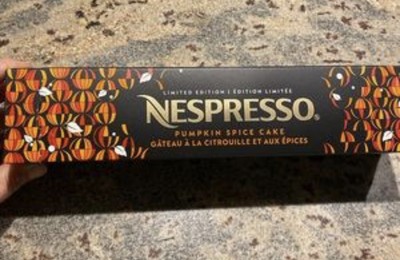 LIMITED EDITION | ÉDITION LIMITÉE
NESPRESSO®
PUMPKIN SPICE CAKE
GÂTEAU À LA CITROUILLE ET AUX ÉPICES